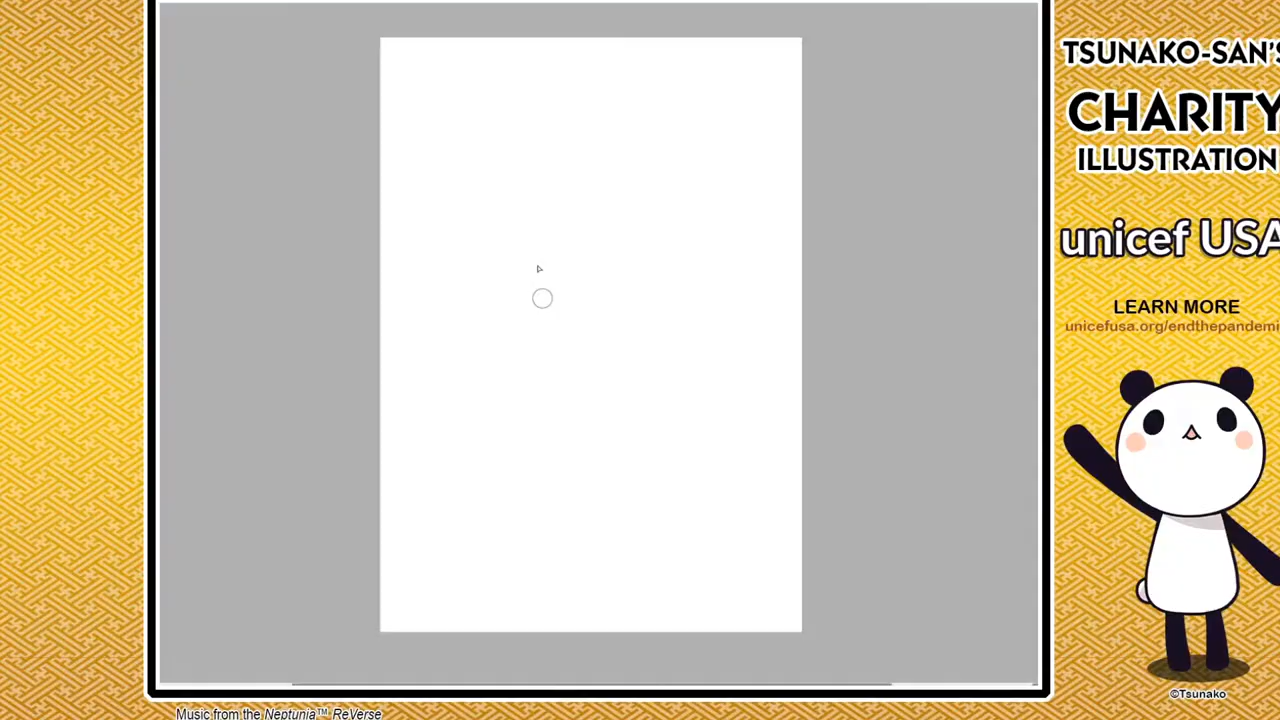 TSUNAKO-SAN'S
CHARITY
ILLUSTRATION
unicef USA
LEARN MORE
unicefusa.org/endthepandemi
©Tsunako
Music from the Neptunia™ ReVerse